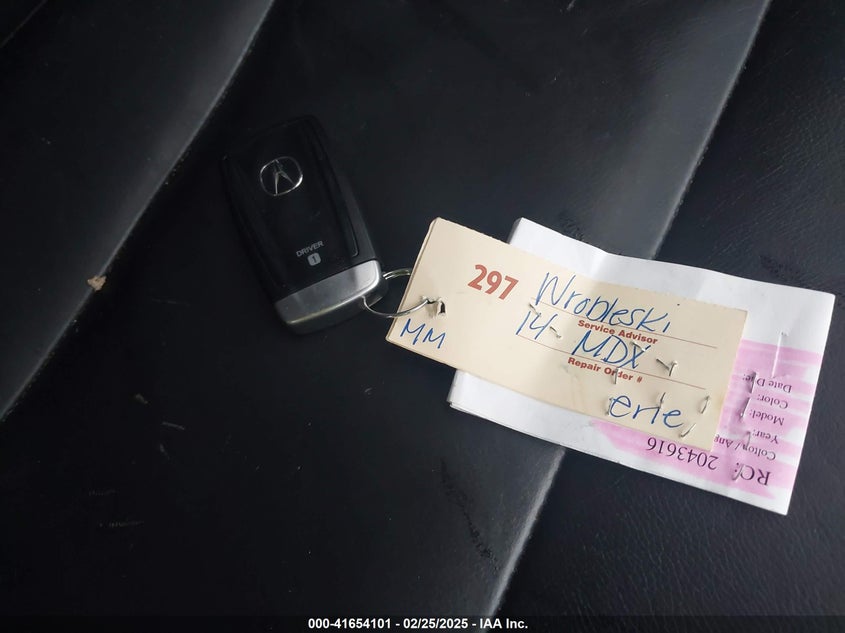 DRIVER
1
297
Wrobleski
Service Advisor
14 MDX
Repair Order #
MM
erie
RO: 2043616
Year:
Model:
Color:
000-41654101 - 02/25/2025 - IAA Inc.